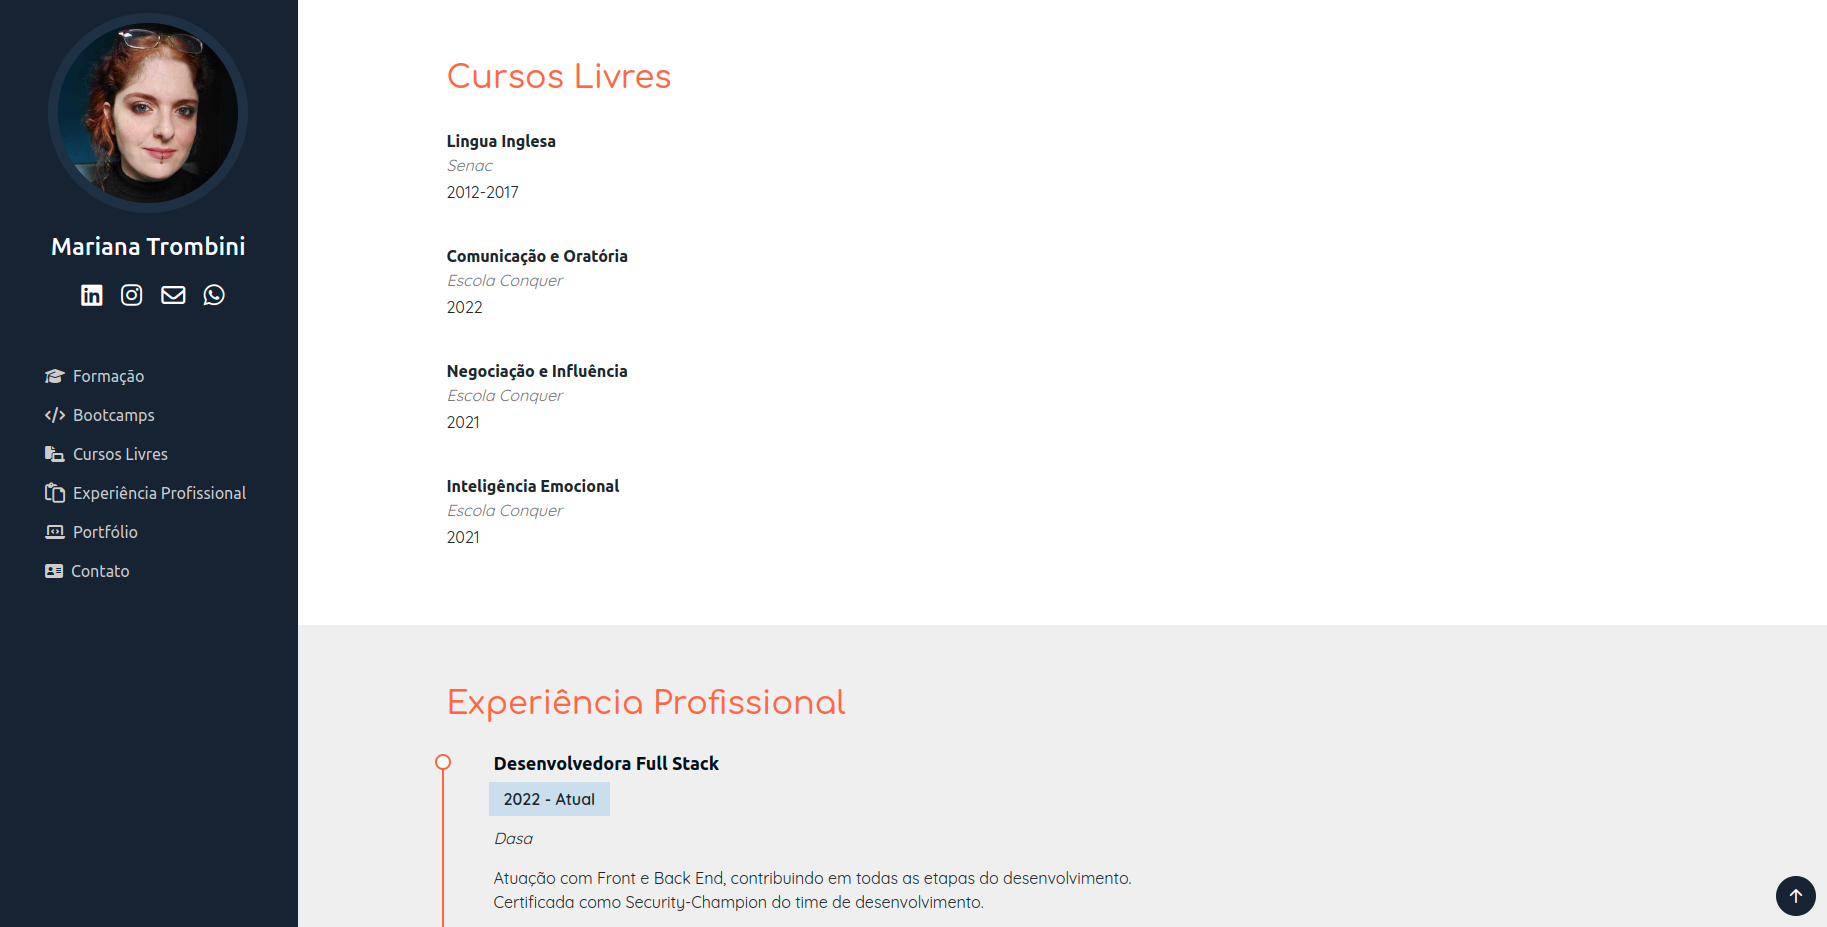 Mariana Trombini
Formação
Bootcamps
Cursos Livres
Experiência Profissional
Portfólio
Contato
Cursos Livres
Lingua Inglesa
Senac
2012-2017
Comunicação e Oratória
Escola Conquer
2022
Negociação e Influência
Escola Conquer
2021
Inteligência Emocional
Escola Conquer
2021
Experiência Profissional
Desenvolvedora Full Stack
2022 - Atual
Dasa
Atuação com Front e Back End, contribuindo em todas as etapas do desenvolvimento.
Certificada como Security-Champion do time de desenvolvimento.